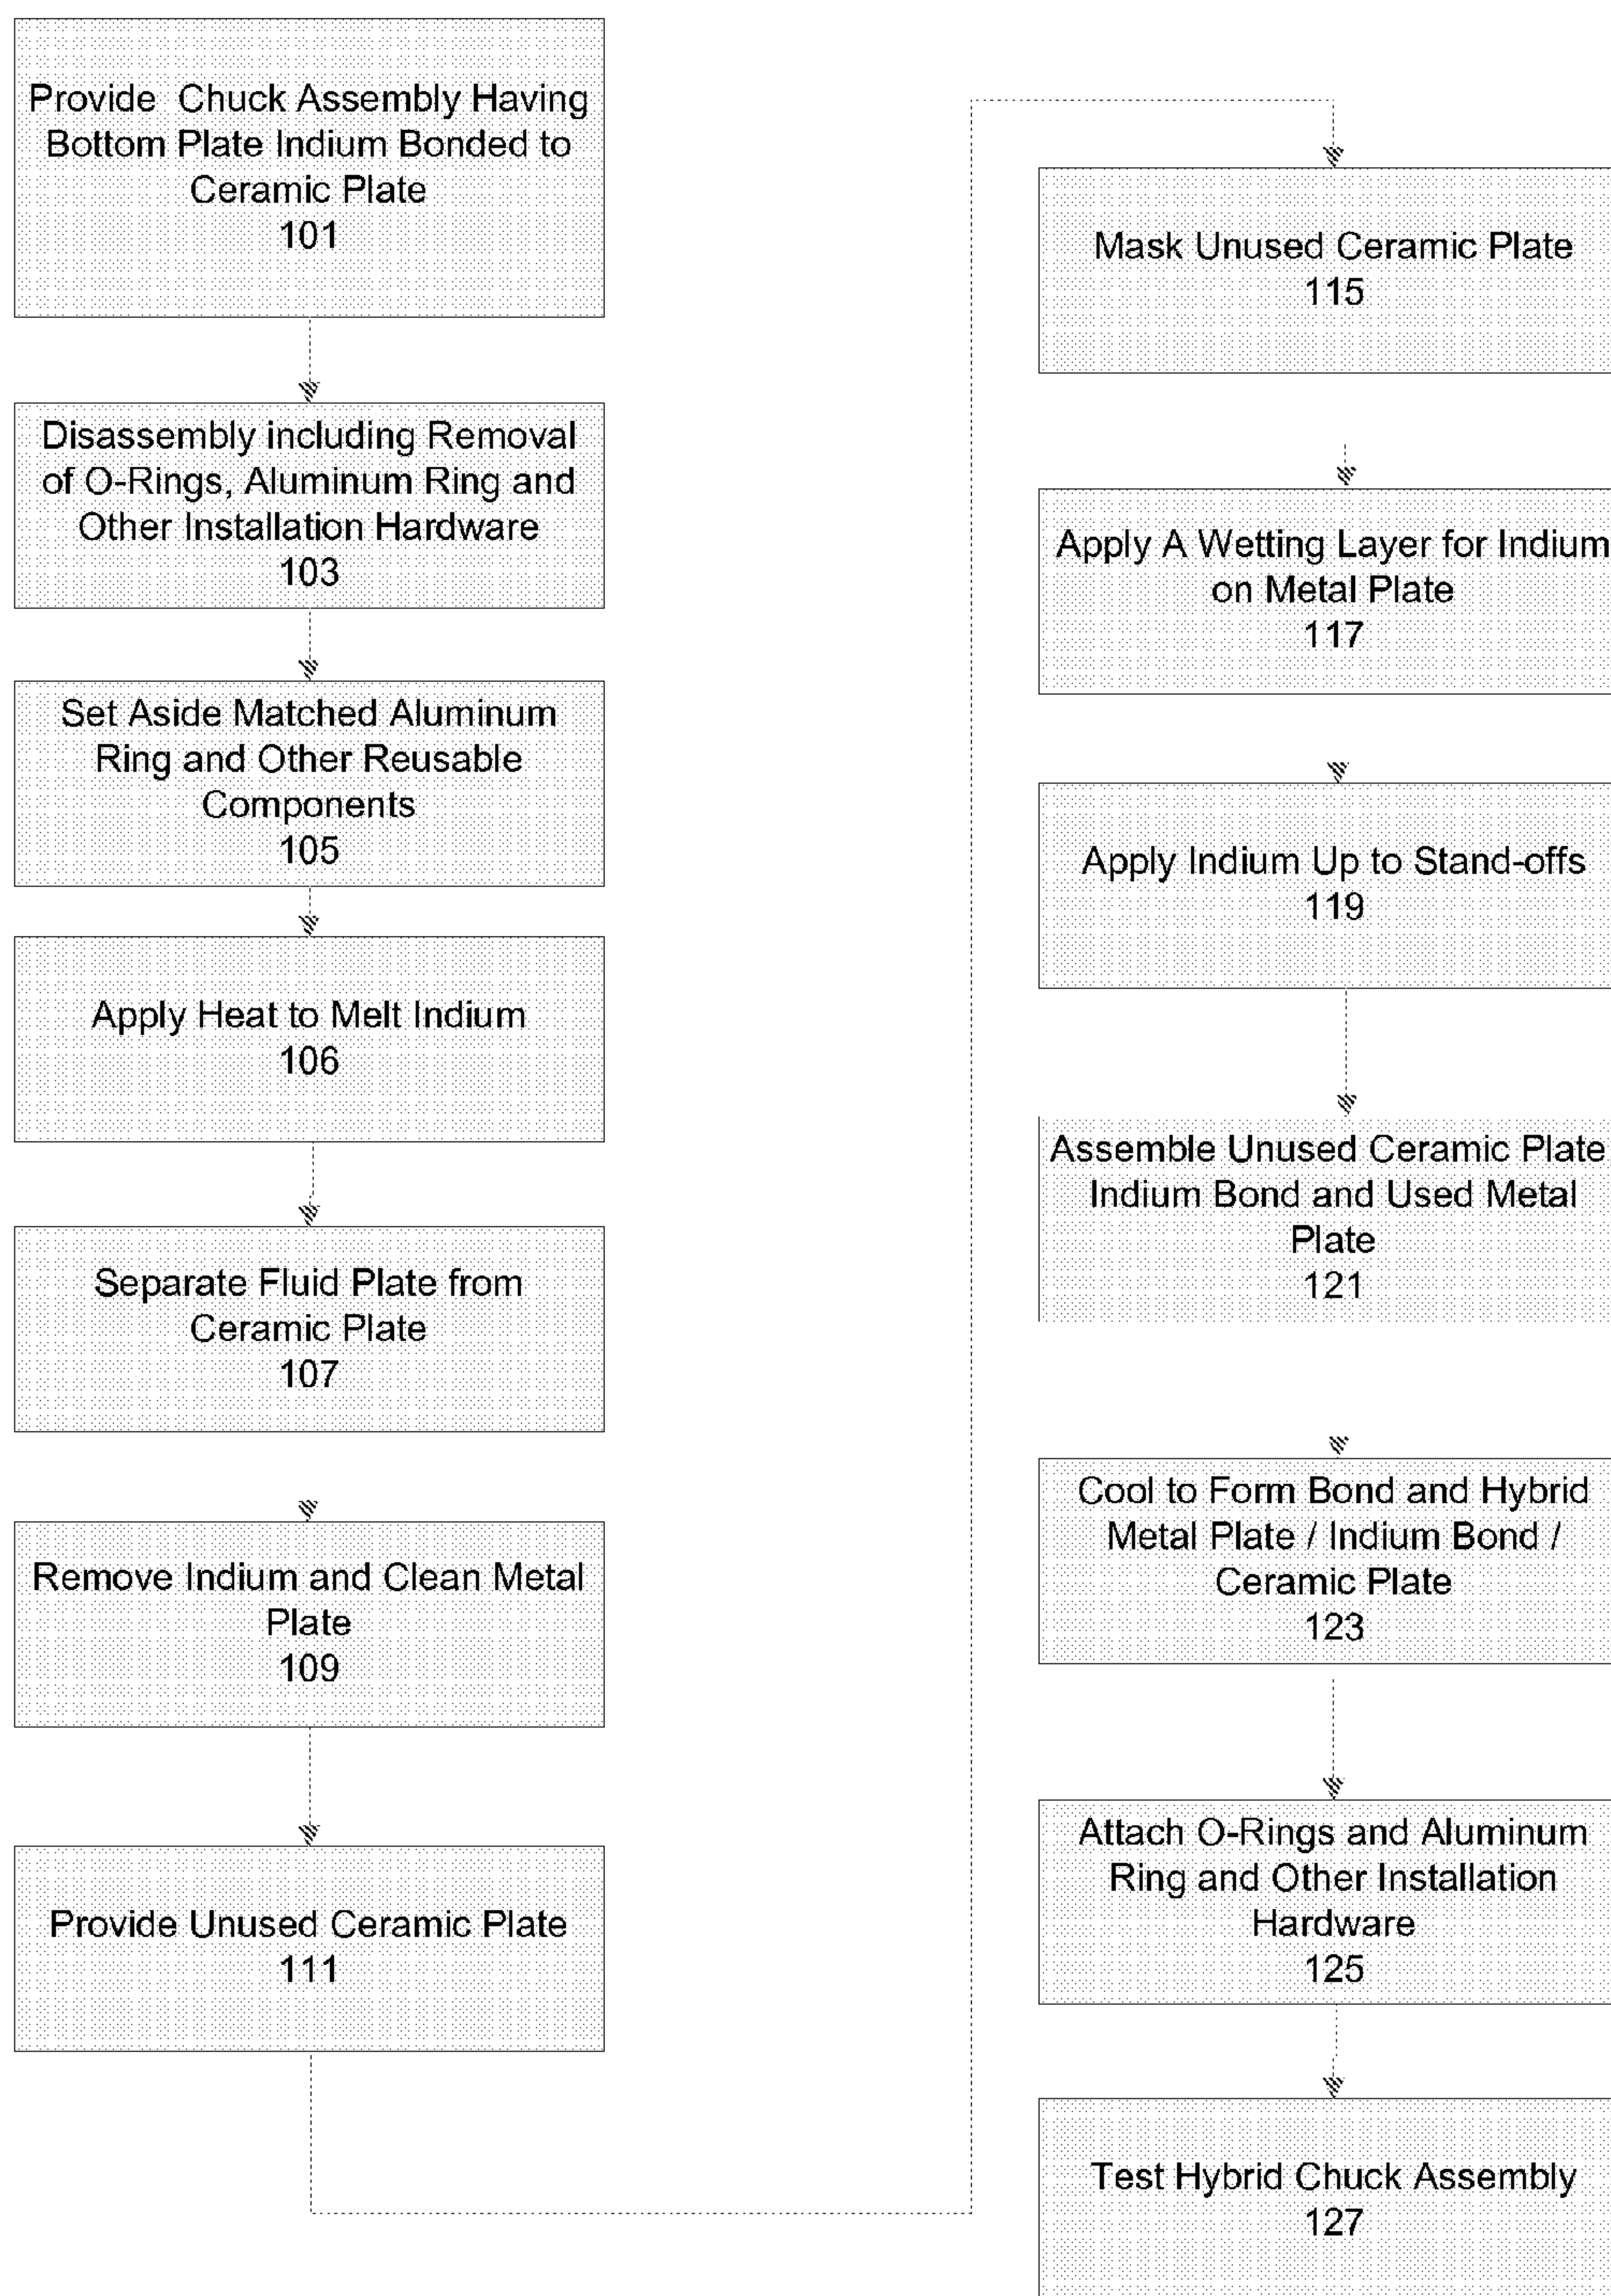 Provide Chuck Assembly Having
Bottom Plate Indium Bonded to
Ceramic Plate
101
Disassembly including Removal
of O-Rings, Aluminum Ring and
Other Installation Hardware
103
Set Aside Matched Aluminum
Ring and Other Reusable
Components
105
Apply Heat to Melt Indium
106
Separate Fluid Plate from
Ceramic Plate
107
Remove Indium and Clean Metal
Plate
109
Provide Unused Ceramic Plate
111
Mask Unused Ceramic Plate
115
Apply A Wetting Layer for Indium
on Metal Plate
117
Apply Indium Up to Stand-offs
119
Assemble Unused Ceramic Plate,
Indium Bond and Used Metal
Plate
121
Cool to Form Bond and Hybrid
Metal Plate / Indium Bond /
Ceramic Plate
123
Attach O-Rings and Aluminum
Ring and Other Installation
Hardware
125
Test Hybrid Chuck Assembly
127